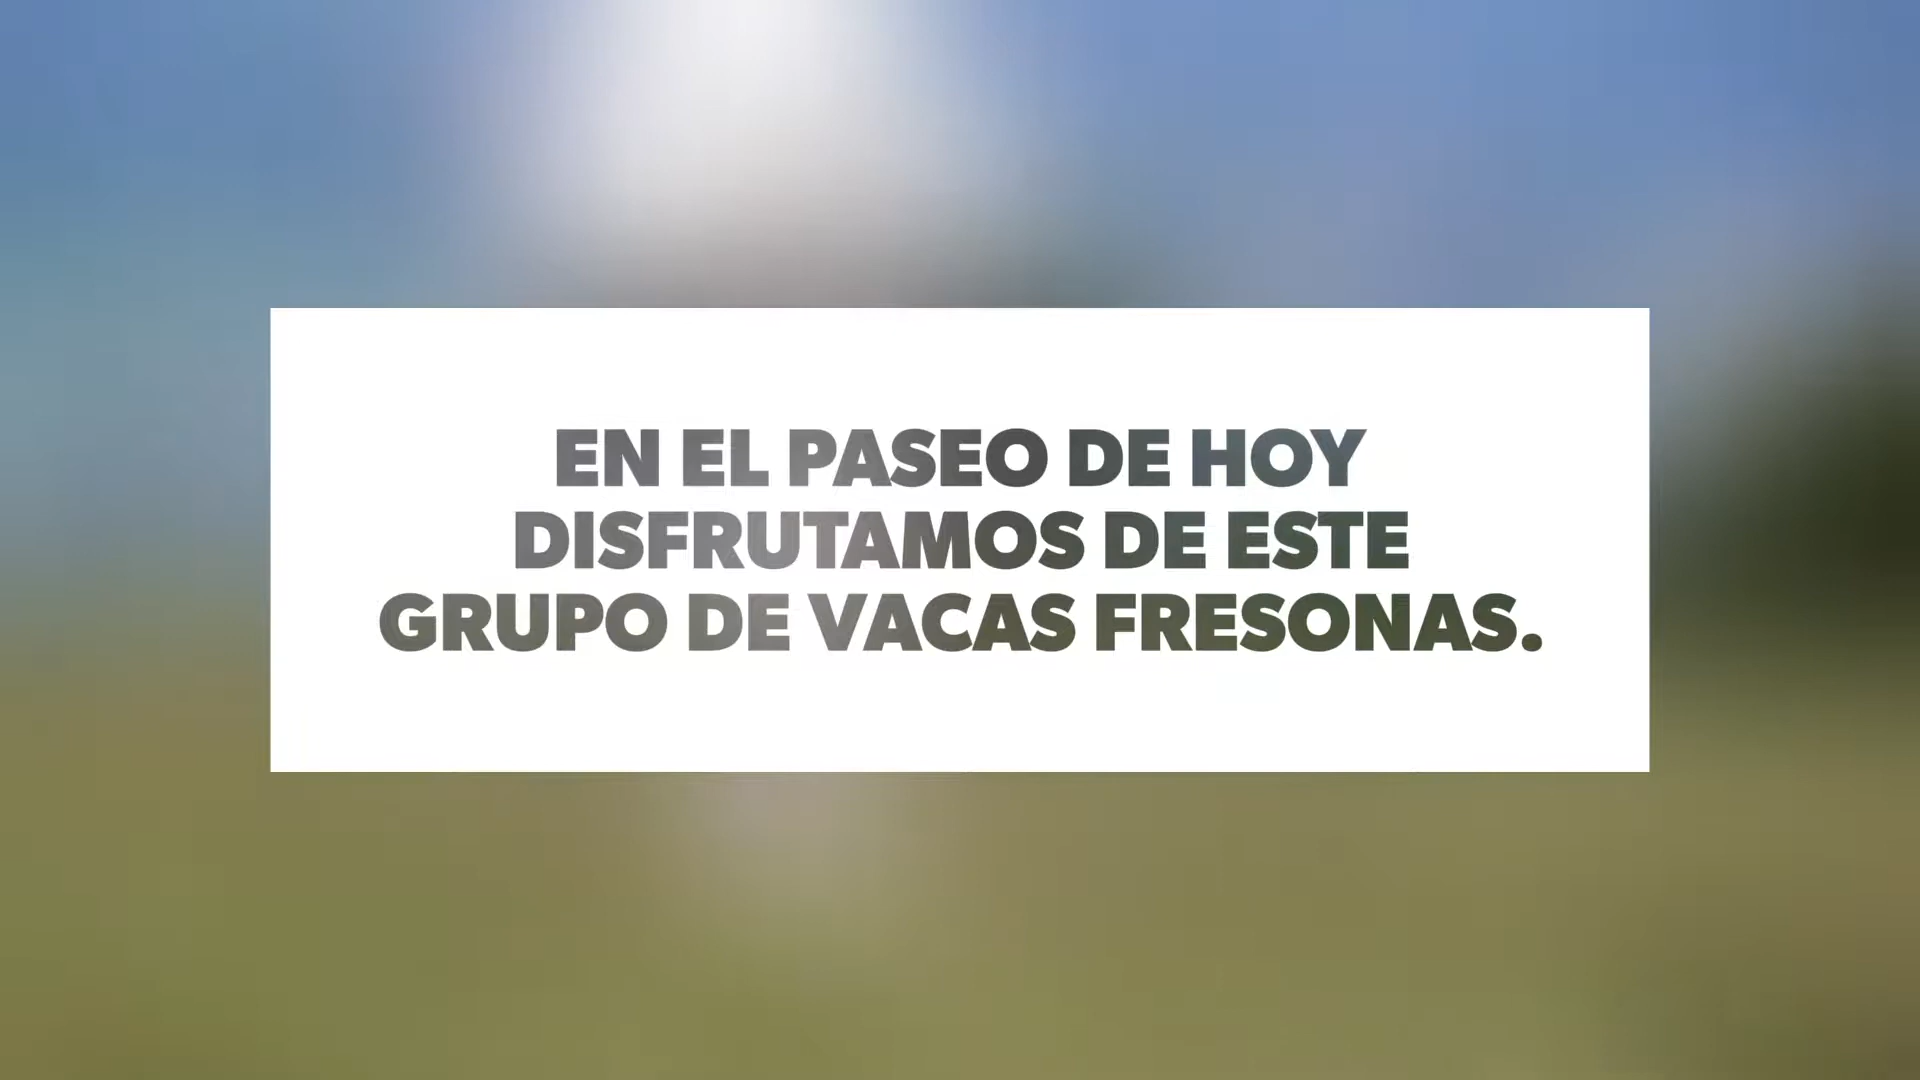 EN EL PASEO DE HOY
DISFRUTAMOS DE ESTE
GRUPO DE VACAS FRESONAS.